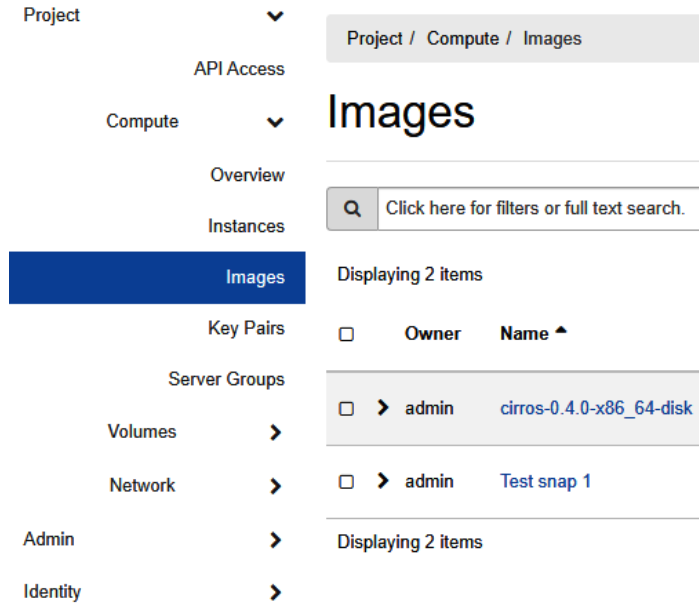 Project
API Access
Compute
Overview
Instances
Images
Key Pairs
Server Groups
Volumes
Network
Admin
Identity
Project / Compute / Images
Images
Click here for filters or full text search.
Displaying 2 items
Owner Name
admin cirros-0.4.0-x86_64-disk
admin Test snap 1
Displaying 2 items